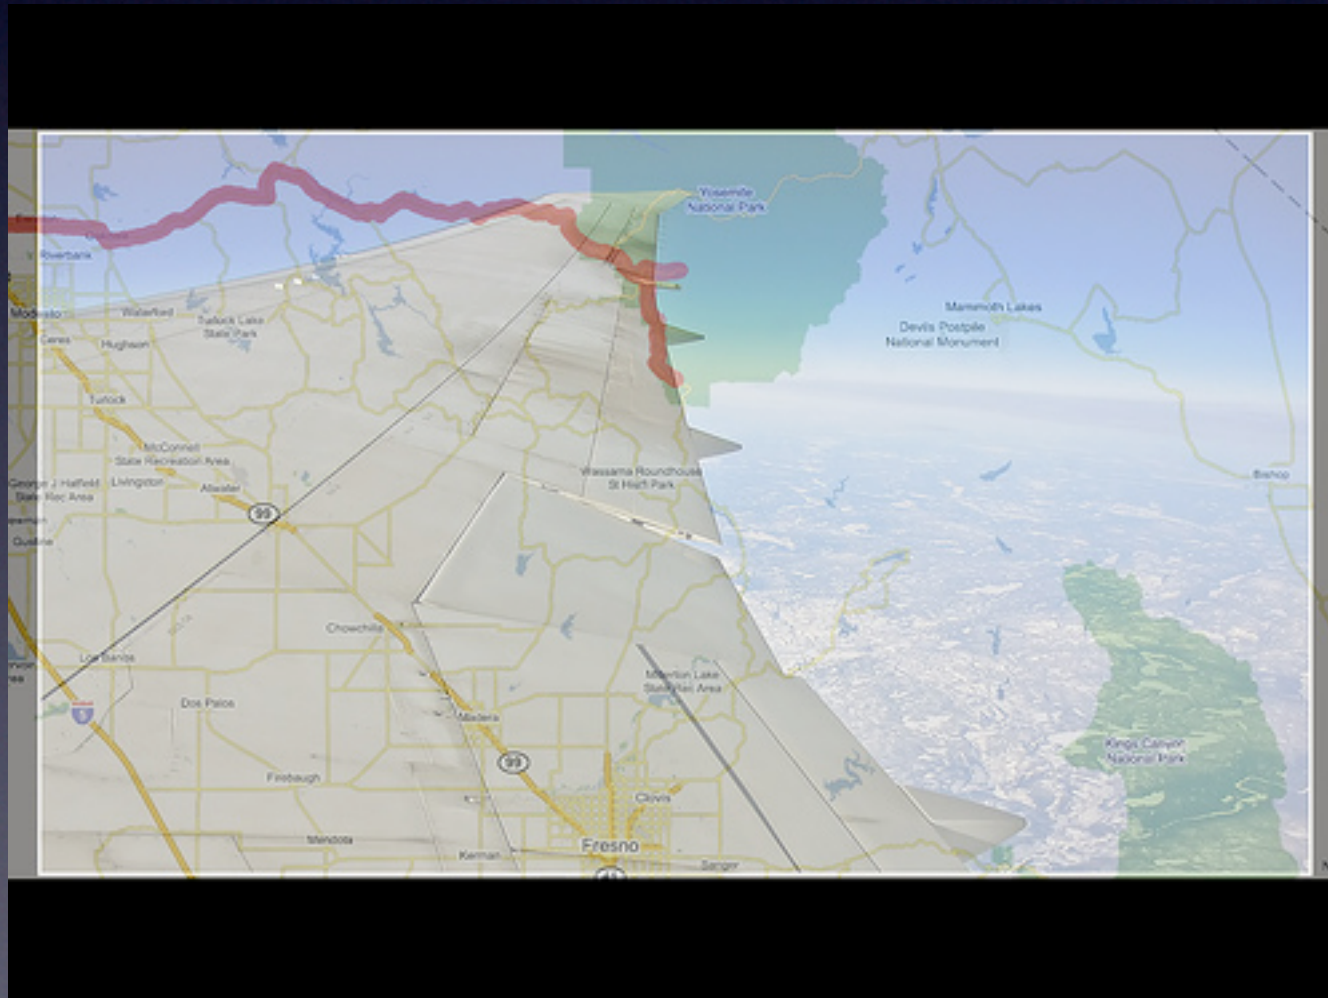 Yosemite
National Park
Riverbank
Mammoth Lakes
Modesto
Waterford
Turlock Lake
State Park
Devils Postpile
National Monument
Ceres
Hughson
Turlock
McConnell
State Recreation Area
Wassama Roundhouse
St Hist'l Park
Bishop
George J Hatfield
State Rec Area
Livingston
Atwater
99
Gustine
Chowchilla
Los Banos
Millerton Lake
State Rec Area
5
Dos Palos
Madera
Kings Canyon
National Park
99
Firebaugh
Clovis
Mendota
Fresno
Kerman
Sanger
41